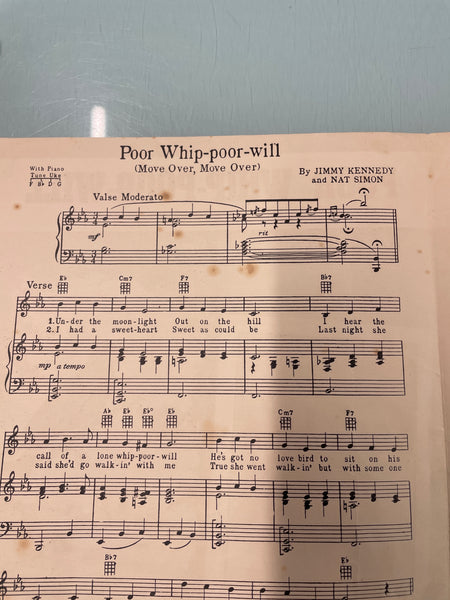 Poor Whip-poor-will
(Move Over, Move Over)
With Piano
Tune Uke
F B♭ D G
By JIMMY KENNEDY
and NAT SIMON
Valse Moderato
mf
rit
Verse
E♭ Cm7 F7 B♭7
1. Un-der the moon-light Out on the hill I hear the
2. I had a sweet-heart Sweet as could be Last night she
mp a tempo
A♭ E♭ E♭° E♭ Cm7 F7
call of a lone whip-poor-will He's got no love bird to sit on his
said she'd go walk-in' with me True she went walk-in' but with some one
B♭7 E♭